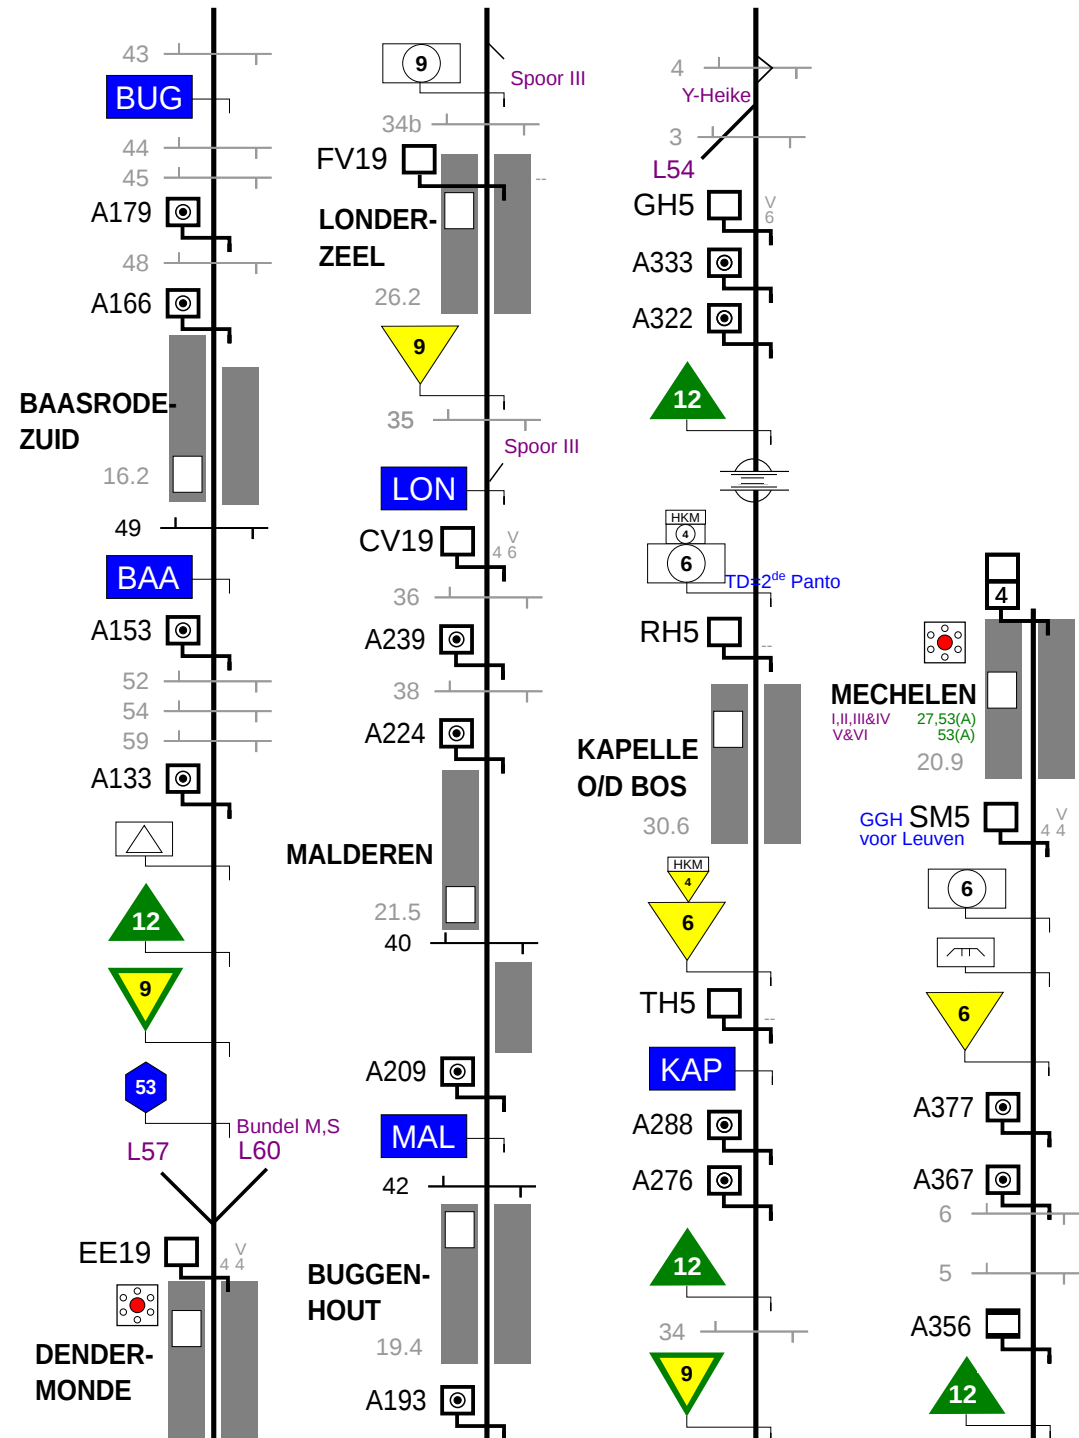 43
BUG
44
45
A179
48
A166
BAASRODE-
ZUID
16.2
49
BAA
A153
52
54
59
A133
12
9
53
Bundel M,S
L57
L60
EE19
4
V
4
DENDER-
MONDE
9
Spoor III
34b
FV19
--
LONDER-
ZEEL
26.2
9
35
Spoor III
LON
CV19
4
V
6
36
A239
38
A224
MALDEREN
21.5
40
A209
MAL
42
BUGGEN-
HOUT
19.4
A193
4
Y-Heike
3
L54
GH5
V
6
A333
A322
12
HKM
4
6
TD=2de Panto
RH5
--
KAPELLE
O/D BOS
30.6
HKM
4
6
TH5
--
KAP
A288
A276
12
34
9
4
MECHELEN
I,II,III&IV 27,53(A)
V&VI 53(A)
20.9
GGH SM5
voor Leuven
4
V
4
6
6
A377
A367
6
5
A356
12